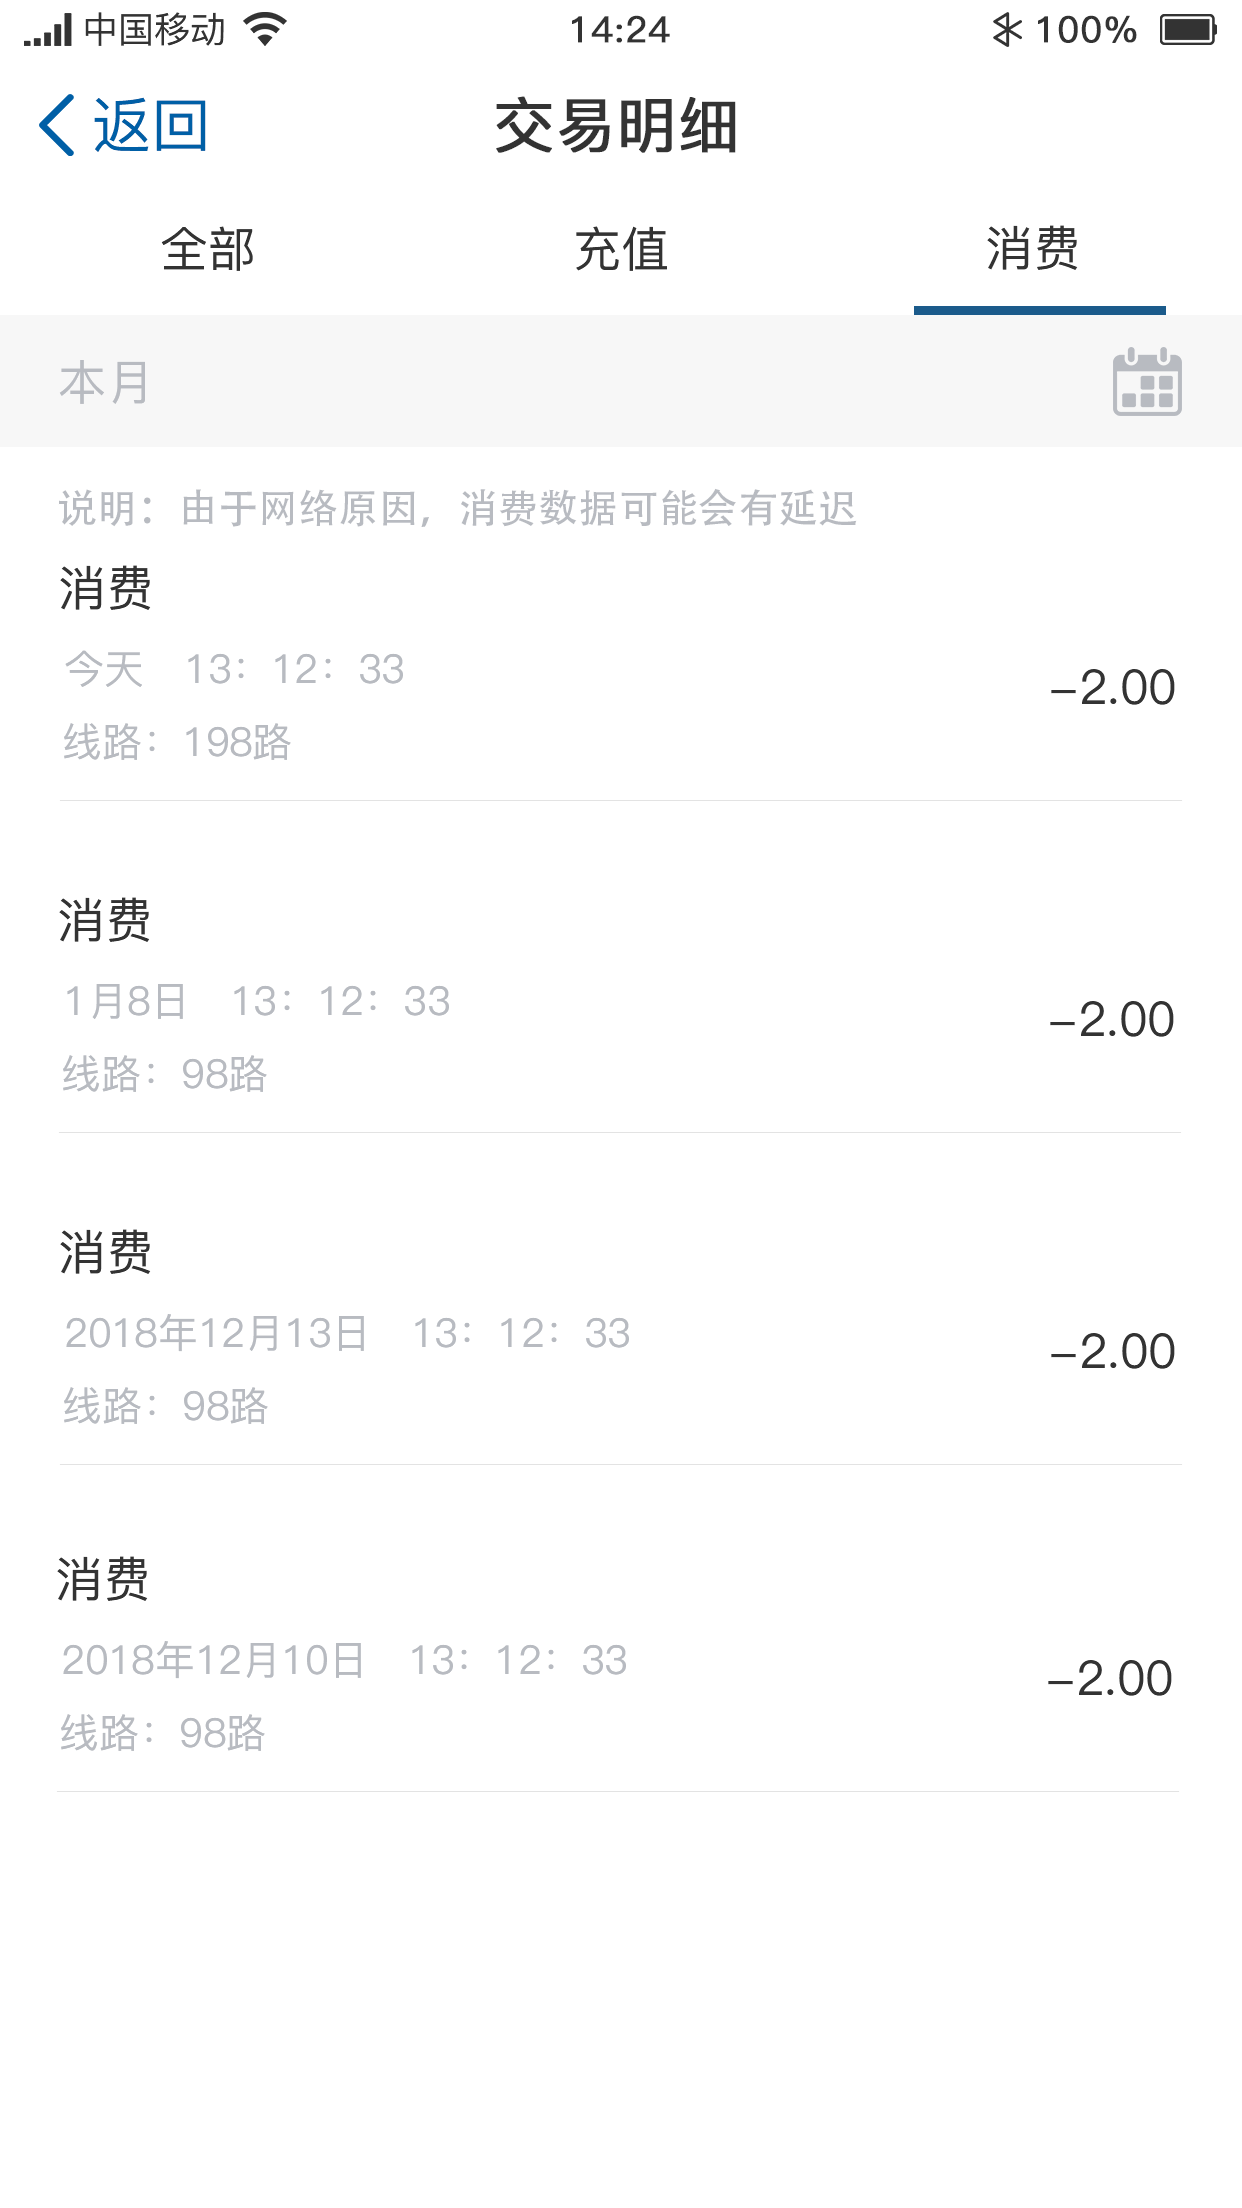 中国移动 14:24 100%
返回 交易明细
全部 充值 消费
本月
说明：由于网络原因，消费数据可能会有延迟
消费
今天 13：12：33
-2.00
线路：198路
消费
1月8日 13：12：33
-2.00
线路：98路
消费
2018年12月13日 13：12：33
-2.00
线路：98路
消费
2018年12月10日 13：12：33
-2.00
线路：98路